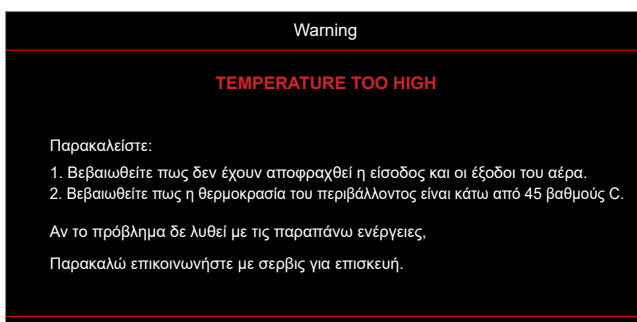 Warning
TEMPERATURE TOO HIGH
Παρακαλείστε:
1. Βεβαιωθείτε πως δεν έχουν αποφραχθεί η είσοδος και οι έξοδοι του αέρα.
2. Βεβαιωθείτε πως η θερμοκρασία του περιβάλλοντος είναι κάτω από 45 βαθμούς C.
Αν το πρόβλημα δε λυθεί με τις παραπάνω ενέργειες,
Παρακαλώ επικοινωνήστε με σερβις για επισκευή.